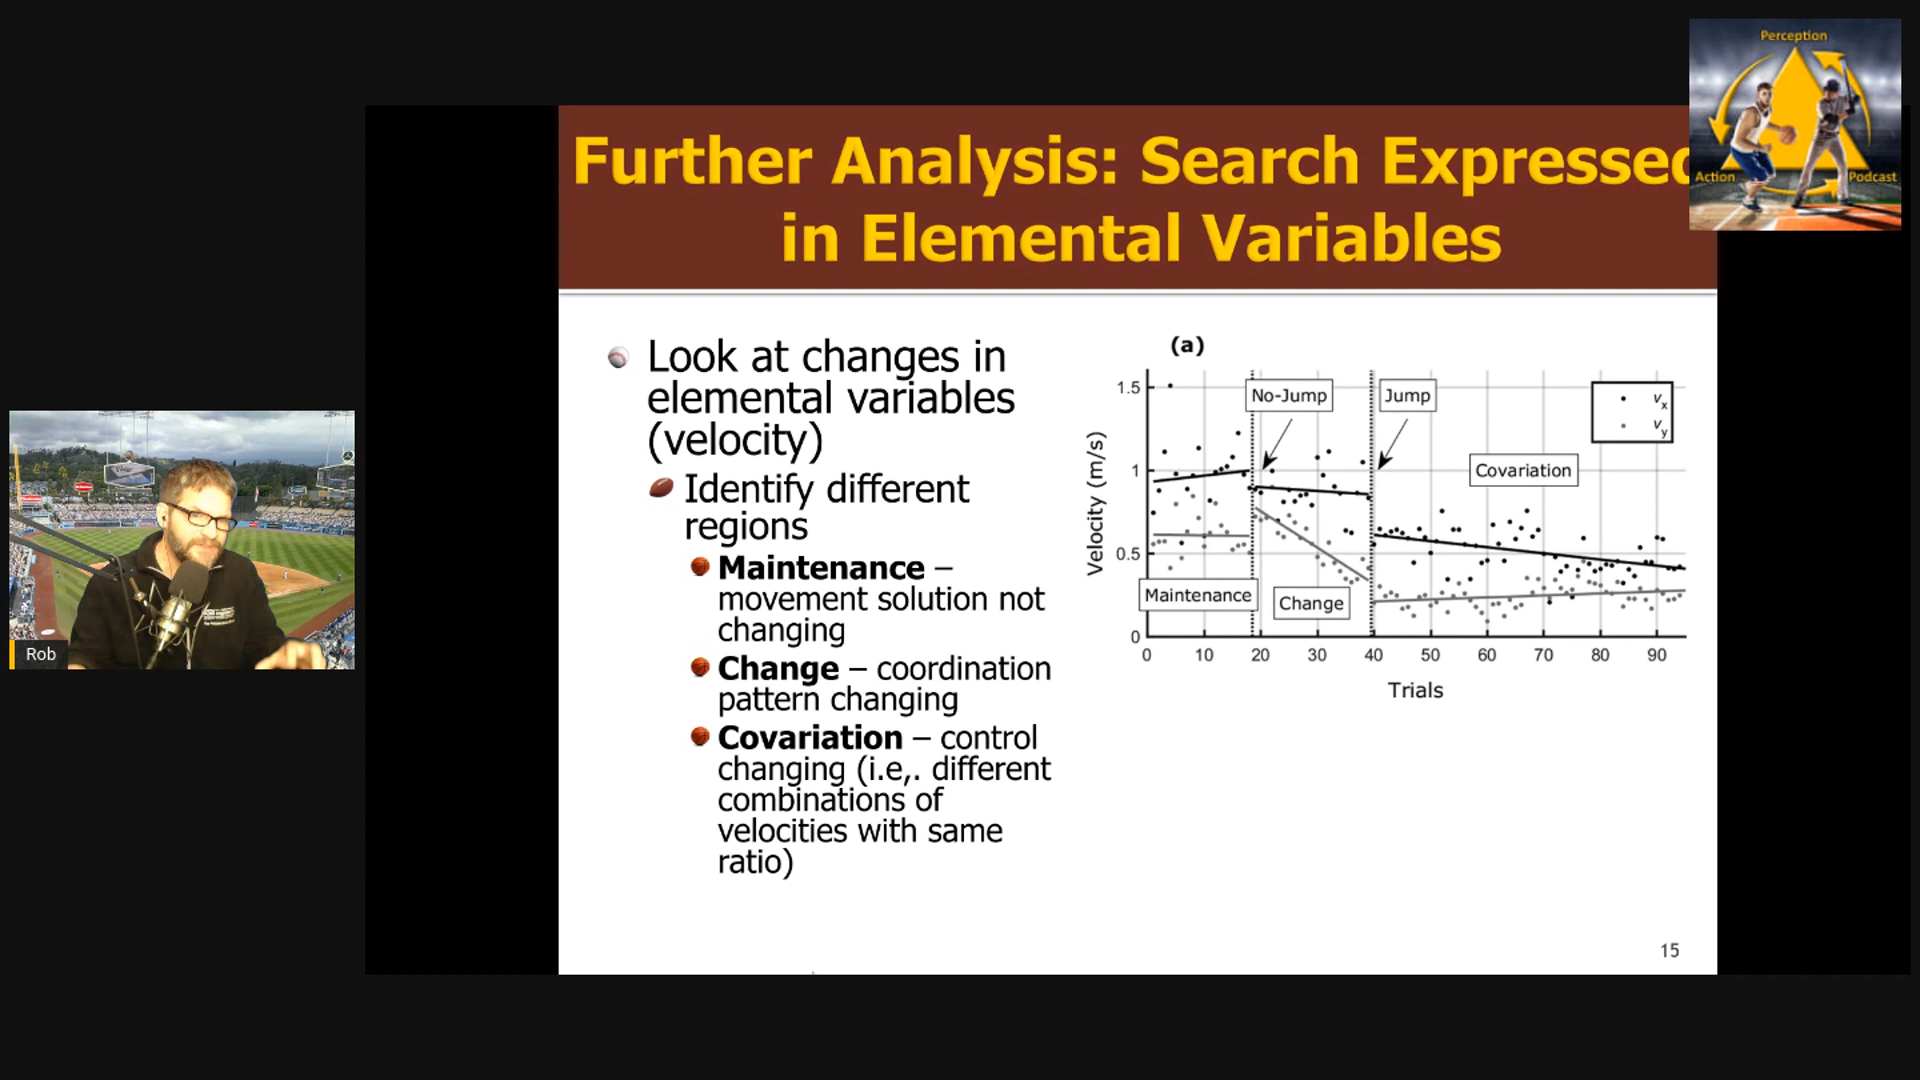 Perception
Action
Podcast
Further Analysis: Search Expressed
in Elemental Variables
Look at changes in
elemental variables
(velocity)
Identify different
regions
Maintenance –
movement solution not
changing
Change – coordination
pattern changing
Covariation – control
changing (i.e,. different
combinations of
velocities with same
ratio)
(a)
1.5
1
0.5
0
Velocity (m/s)
No-Jump
Jump
vx
vy
Covariation
Maintenance
Change
0 10 20 30 40 50 60 70 80 90
Trials
15
Rob